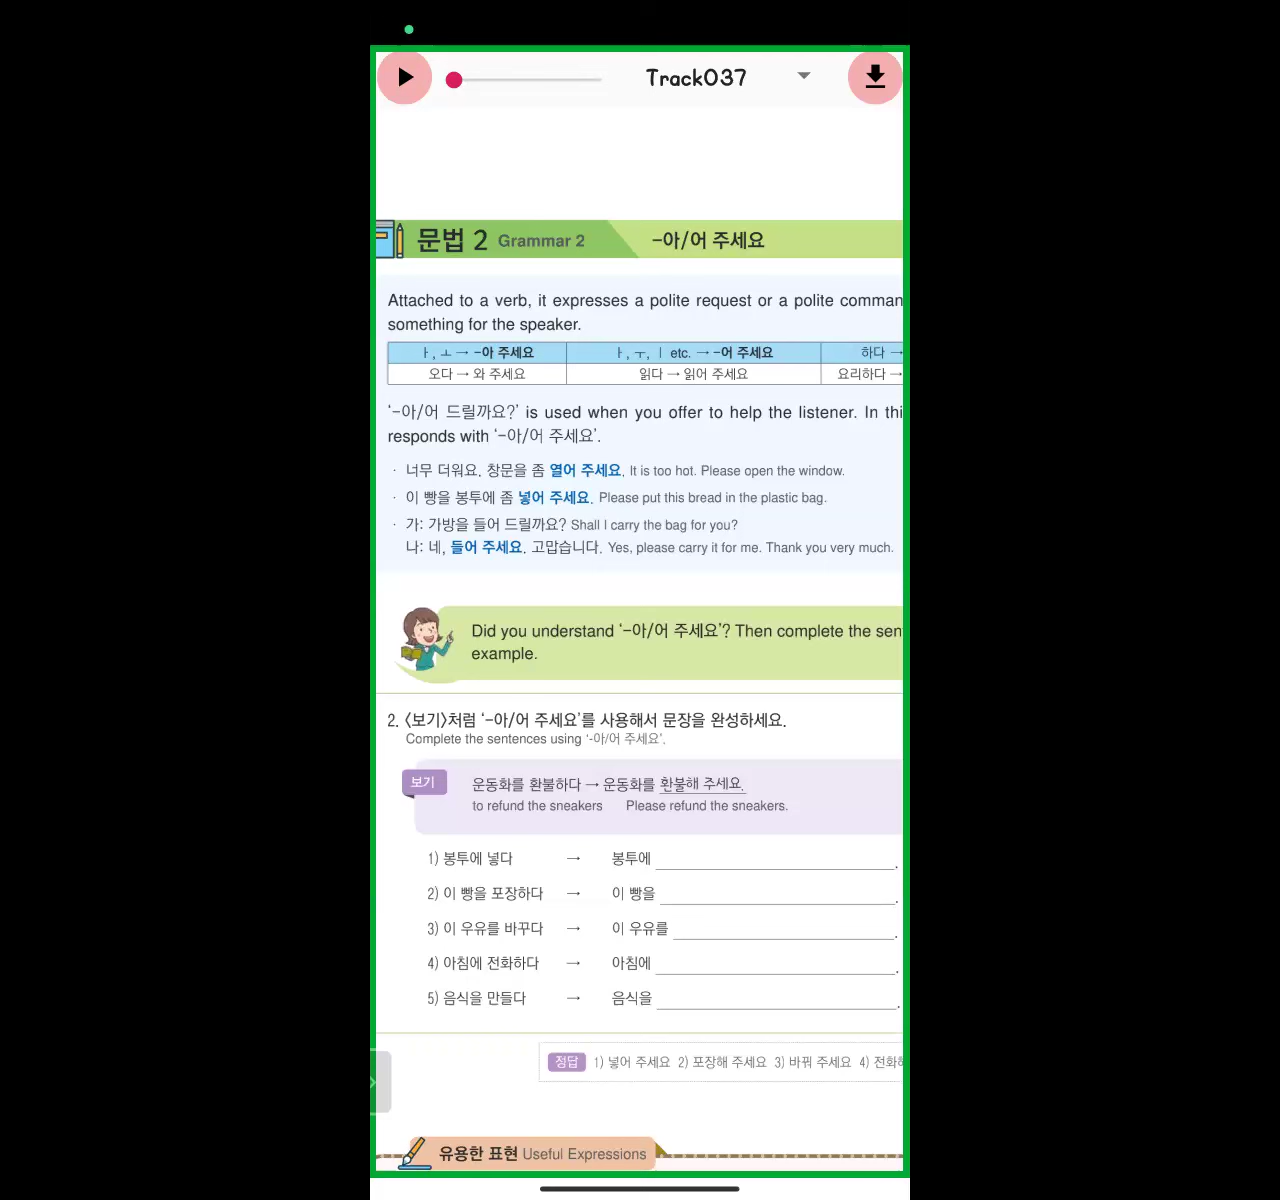 Track037
문법 2 Grammar 2 -아/어 주세요
Attached to a verb, it expresses a polite request or a polite comman
something for the speaker.
ㅏ, ㅗ → -아 주세요 ㅓ, ㅜ, ㅣ etc. → -어 주세요 하다 →
오다 → 와 주세요 읽다 → 읽어 주세요 요리하다 →
‘-아/어 드릴까요?’ is used when you offer to help the listener. In thi
responds with ‘-아/어 주세요’.
· 너무 더워요. 창문을 좀 열어 주세요. It is too hot. Please open the window.
· 이 빵을 봉투에 좀 넣어 주세요. Please put this bread in the plastic bag.
· 가: 가방을 들어 드릴까요? Shall I carry the bag for you?
나: 네, 들어 주세요. 고맙습니다. Yes, please carry it for me. Thank you very much.
Did you understand ‘-아/어 주세요’? Then complete the sen
example.
2. <보기>처럼 ‘-아/어 주세요’를 사용해서 문장을 완성하세요.
Complete the sentences using ‘-아/어 주세요’.
보기 운동화를 환불하다 → 운동화를 환불해 주세요.
to refund the sneakers Please refund the sneakers.
1) 봉투에 넣다 → 봉투에 .
2) 이 빵을 포장하다 → 이 빵을 .
3) 이 우유를 바꾸다 → 이 우유를 .
4) 아침에 전화하다 → 아침에 .
5) 음식을 만들다 → 음식을 .
정답 1) 넣어 주세요 2) 포장해 주세요 3) 바꿔 주세요 4) 전화
유용한 표현 Useful Expressions